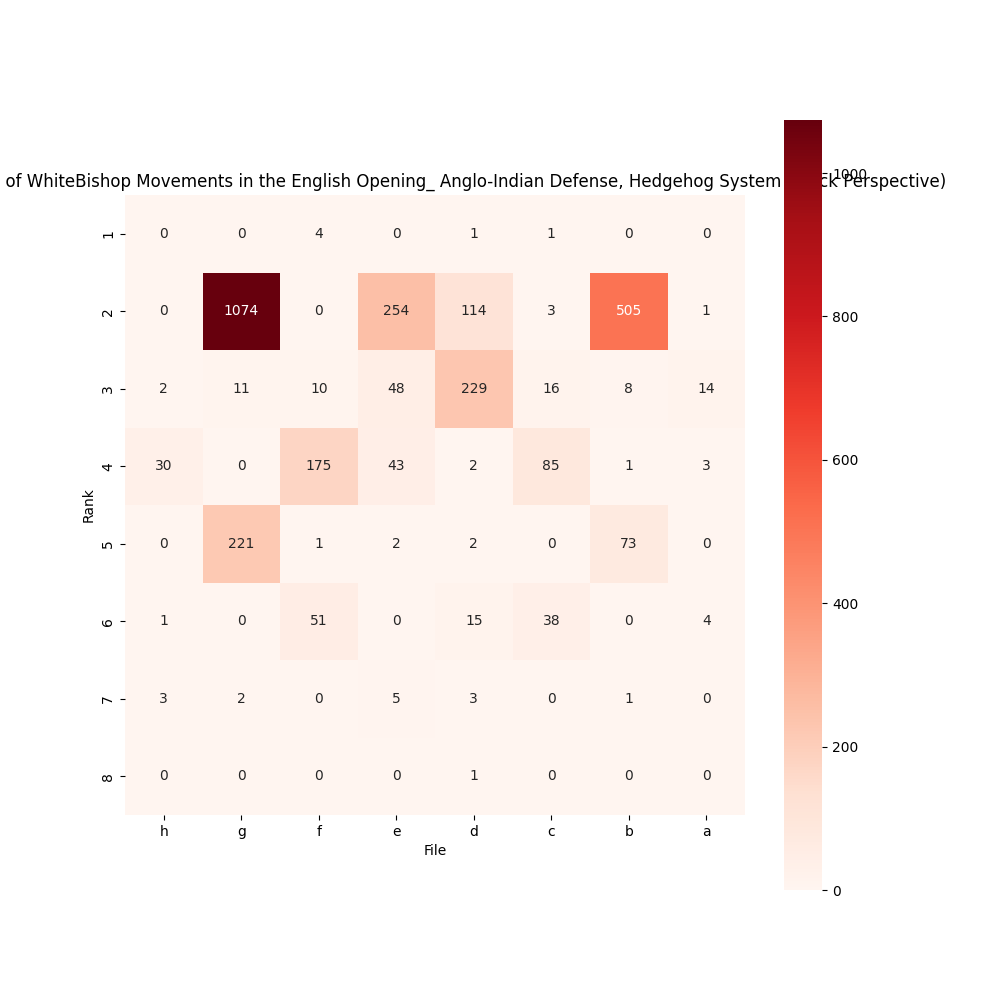 of WhiteBishop Movements in the English Opening_ Anglo-Indian Defense, Hedgehog System Perspective)
1000
1 0 0 4 0 1 1 0 0
2 0 1074 0 254 114 3 505 1
800
3 2 11 10 48 229 16 8 14
4 30 0 175 43 2 85 1 3
600
Rank
5 0 221 1 2 2 0 73 0
400
6 1 0 51 0 15 38 0 4
7 3 2 0 5 3 0 1 0
200
8 0 0 0 0 1 0 0 0
h g f e d c b a
File
0